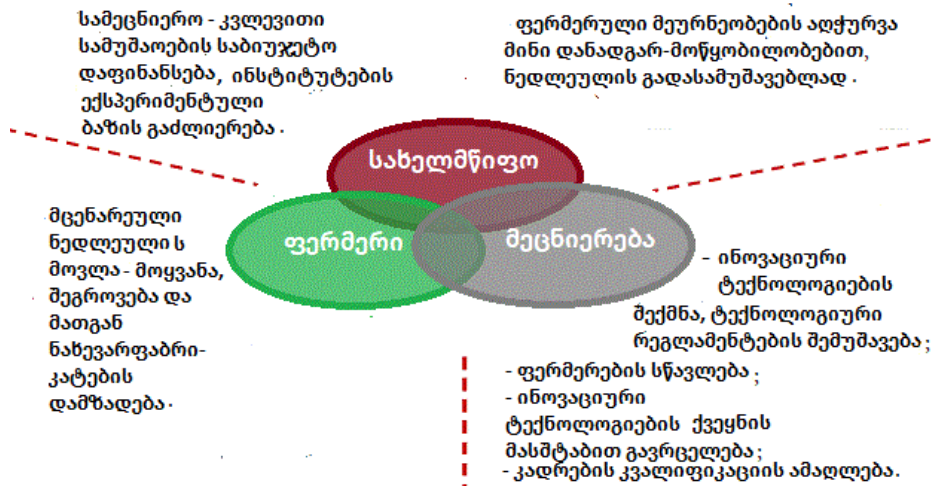 სამეცნიერო - კვლევითი
სამუშაოების საბიუჯეტო
დაფინანსება, ინსტიტუტების
ექსპერიმენტული
ბაზის გაძლიერება .
ფერმერული მეურნეობების აღჭურვა
მინი დანადგარ-მოწყობილობებით,
ნედლეულის გადასამუშავებლად .
სახელმწიფო
ფერმერი
მეცნიერება
მცენარეული
ნედლეული ს
მოვლა - მოყვანა,
შეგროვება და
მათგან
ნახევარფაბრი-
კატების
დამზადება .
- ინოვაციური
ტექნოლოგიების
შექმნა, ტექნოლოგიური
რეგლამენტების შემუშავება ;
- ფერმერების სწავლება ;
- ინოვაციური
ტექნოლოგიების ქვეყნის
მასშტაბით გავრცელება ;
- კადრების კვალიფიკაციის ამაღლება.